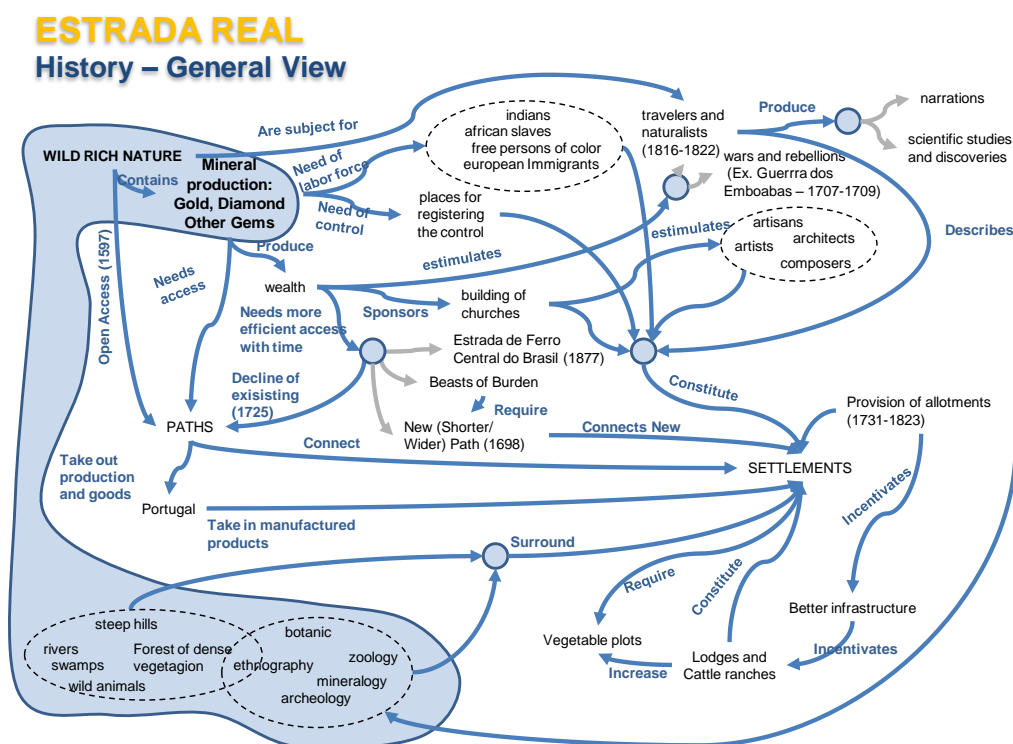 ESTRADA REAL
History – General View
indians
african slaves
free persons of color
european Immigrants
travelers and
naturalists
(1816-1822)
Produce
narrations
scientific studies
and discoveries
Are subject for
WILD RICH NATURE
Contains
Mineral
production:
Gold, Diamond
Other Gems
Need of
labor force
Need of
control
places for
registering
the control
wars and rebellions
(Ex. Guerrra dos
Emboabas – 1707-1709)
estimulates
artisans
architects
artists
composers
Describes
Open Access (1597)
Needs
access
Produce
wealth
estimulates
Sponsors
building of
churches
Needs more
efficient access
with time
Estrada de Ferro
Central do Brasil (1877)
Beasts of Burden
Require
New (Shorter/
Wider) Path (1698)
Decline of
exisisting
(1725)
PATHS
Constitute
Connects New
Connect
Provision of allotments
(1731-1823)
SETTLEMENTS
Take out
production
and goods
Portugal
Take in manufactured
products
Surround
Incentivates
Require
Constitute
Better infrastructure
Incentivates
Vegetable plots
Increase
Lodges and
Cattle ranches
steep hills
rivers
swamps
Forest of dense
vegetagion
wild animals
botanic
ethnography
zoology
mineralogy
archeology